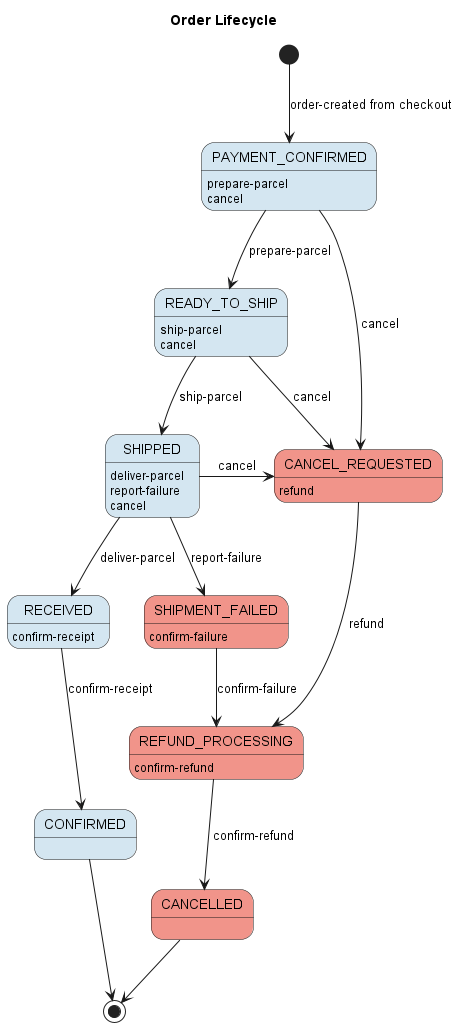 Order Lifecycle
order-created from checkout
PAYMENT_CONFIRMED
prepare-parcel
cancel
prepare-parcel
READY_TO_SHIP
ship-parcel
cancel
cancel
ship-parcel
cancel
SHIPPED
deliver-parcel
report-failure
cancel
cancel
CANCEL_REQUESTED
refund
deliver-parcel
report-failure
RECEIVED
confirm-receipt
SHIPMENT_FAILED
confirm-failure
refund
confirm-receipt
confirm-failure
REFUND_PROCESSING
confirm-refund
CONFIRMED
confirm-refund
CANCELLED